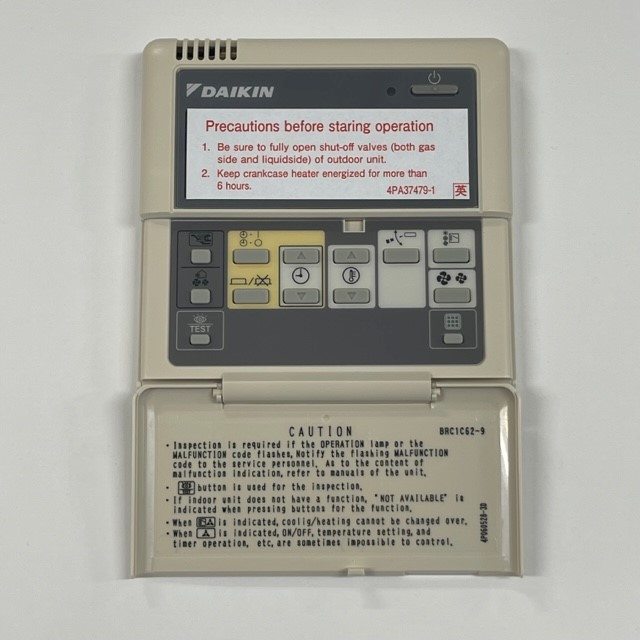 DAIKIN
Precautions before staring operation
1. Be sure to fully open shut-off valves (both gas
side and liquidside) of outdoor unit.
2. Keep crankcase heater energized for more than
6 hours.
4PA37479-1 英
TEST
CAUTION
BRC1C62-9
• Inspection is required if the OPERATION lamp or the
MALFUNCTION code flashes. Notify the flashing MALFUNCTION
code to the service personnel. As to the content of
malfunction indication, refer to manuals of the unit.
• button is used for the inspection.
• If indoor unit does not have a function, "NOT AVAILABLE" is
indicated when pressing buttons for the function.
• When is indicated, coolig/heating cannot be changed over.
• When is indicated, ON/OFF, temperature setting, and
timer operation, etc, are sometimes impossible to control.